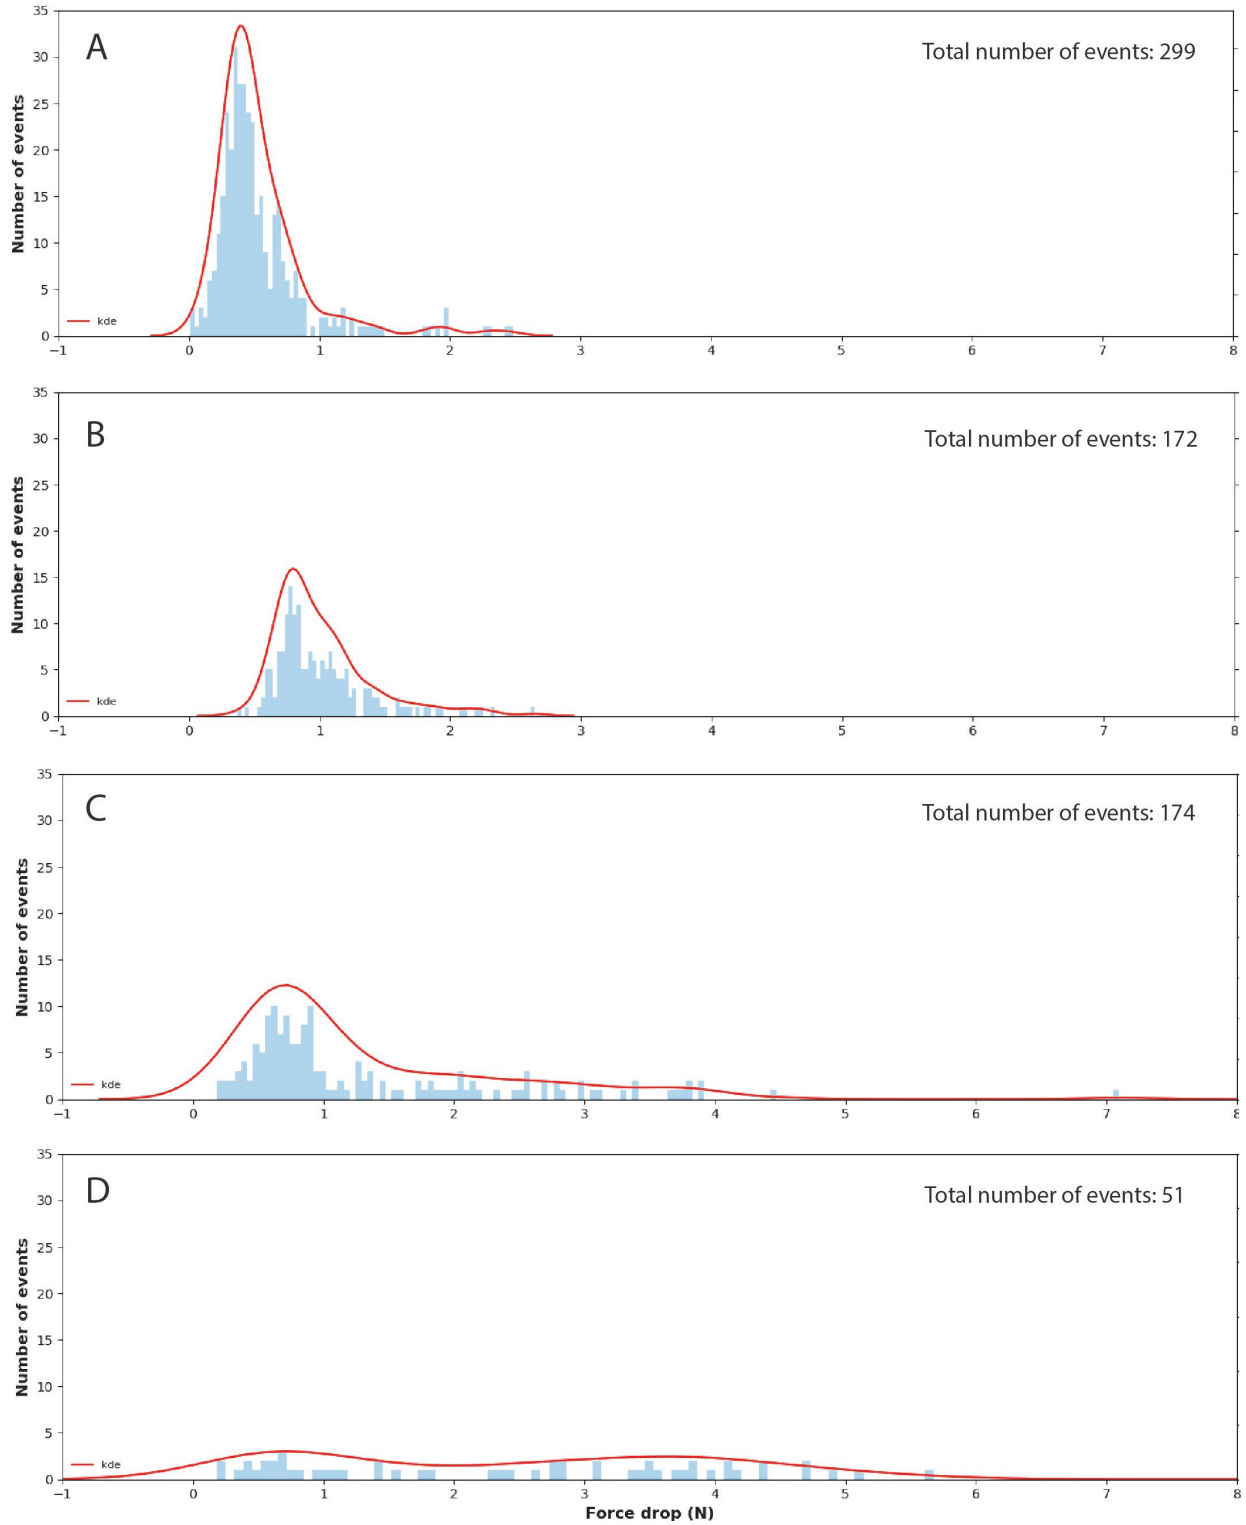 35
A
Total number of events: 299
30
25
20
15
10
5
0
Number of events
kde
−1 0 1 2 3 4 5 6 7 8
35
B
Total number of events: 172
30
25
20
15
10
5
0
Number of events
kde
−1 0 1 2 3 4 5 6 7 8
35
C
Total number of events: 174
30
25
20
15
10
5
0
Number of events
kde
−1 0 1 2 3 4 5 6 7 8
35
D
Total number of events: 51
30
25
20
15
10
5
0
Number of events
kde
−1 0 1 2 3 4 5 6 7 8
Force drop (N)